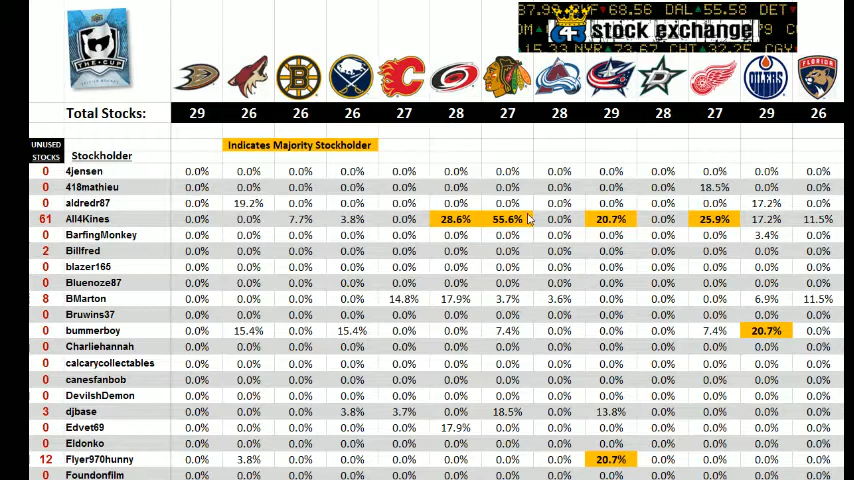 87.99 VF 68.56 DAL 55.58 DET
43 stock exchange
15.33 NYR 73.67 CHI 32.25 CGY
THE CUP
B
OILERS
FLORIDA
Total Stocks: 29 26 26 26 27 28 27 28 29 28 27 29 26
Indicates Majority Stockholder
UNUSED
STOCKS Stockholder
0 4jensen 0.0% 0.0% 0.0% 0.0% 0.0% 0.0% 0.0% 0.0% 0.0% 0.0% 0.0% 0.0% 0.0%
0 418mathieu 0.0% 0.0% 0.0% 0.0% 0.0% 0.0% 0.0% 0.0% 0.0% 0.0% 18.5% 0.0% 0.0%
0 aldredr87 0.0% 19.2% 0.0% 0.0% 0.0% 0.0% 0.0% 0.0% 0.0% 0.0% 0.0% 17.2% 0.0%
61 All4Kines 0.0% 0.0% 7.7% 3.8% 0.0% 28.6% 55.6% 0.0% 20.7% 0.0% 25.9% 17.2% 11.5%
0 BarfingMonkey 0.0% 0.0% 0.0% 0.0% 0.0% 0.0% 0.0% 0.0% 0.0% 0.0% 0.0% 3.4% 0.0%
2 Billfred 0.0% 0.0% 0.0% 0.0% 0.0% 0.0% 0.0% 0.0% 0.0% 0.0% 0.0% 0.0% 0.0%
0 blazer165 0.0% 0.0% 0.0% 0.0% 0.0% 0.0% 0.0% 0.0% 0.0% 0.0% 0.0% 0.0% 0.0%
0 Bluenoze87 0.0% 0.0% 0.0% 0.0% 0.0% 0.0% 0.0% 0.0% 0.0% 0.0% 0.0% 0.0% 0.0%
8 BMarton 0.0% 0.0% 0.0% 0.0% 14.8% 17.9% 3.7% 3.6% 0.0% 0.0% 0.0% 6.9% 11.5%
0 Bruwins37 0.0% 0.0% 0.0% 0.0% 0.0% 0.0% 0.0% 0.0% 0.0% 0.0% 0.0% 0.0% 0.0%
0 bummerboy 0.0% 15.4% 0.0% 15.4% 0.0% 0.0% 7.4% 0.0% 0.0% 0.0% 7.4% 20.7% 0.0%
0 Charliehannah 0.0% 0.0% 0.0% 0.0% 0.0% 0.0% 0.0% 0.0% 0.0% 0.0% 0.0% 0.0% 0.0%
0 calcarycollectables 0.0% 0.0% 0.0% 0.0% 0.0% 0.0% 0.0% 0.0% 0.0% 0.0% 0.0% 0.0% 0.0%
0 canesfanbob 0.0% 0.0% 0.0% 0.0% 0.0% 0.0% 0.0% 0.0% 0.0% 0.0% 0.0% 0.0% 0.0%
0 DevilshDemon 0.0% 0.0% 0.0% 0.0% 0.0% 0.0% 0.0% 0.0% 0.0% 0.0% 0.0% 0.0% 0.0%
3 djbase 0.0% 0.0% 0.0% 3.8% 3.7% 0.0% 18.5% 0.0% 13.8% 0.0% 0.0% 0.0% 0.0%
0 Edvet69 0.0% 0.0% 0.0% 0.0% 0.0% 17.9% 0.0% 0.0% 0.0% 0.0% 0.0% 0.0% 0.0%
0 Eldonko 0.0% 0.0% 0.0% 0.0% 0.0% 0.0% 0.0% 0.0% 0.0% 0.0% 0.0% 0.0% 0.0%
12 Flyer970hunny 0.0% 3.8% 0.0% 0.0% 0.0% 0.0% 0.0% 0.0% 20.7% 0.0% 0.0% 0.0% 0.0%
0 Foundonfilm 0.0% 0.0% 0.0% 0.0% 0.0% 0.0% 0.0% 0.0% 0.0% 0.0% 0.0% 0.0% 0.0%